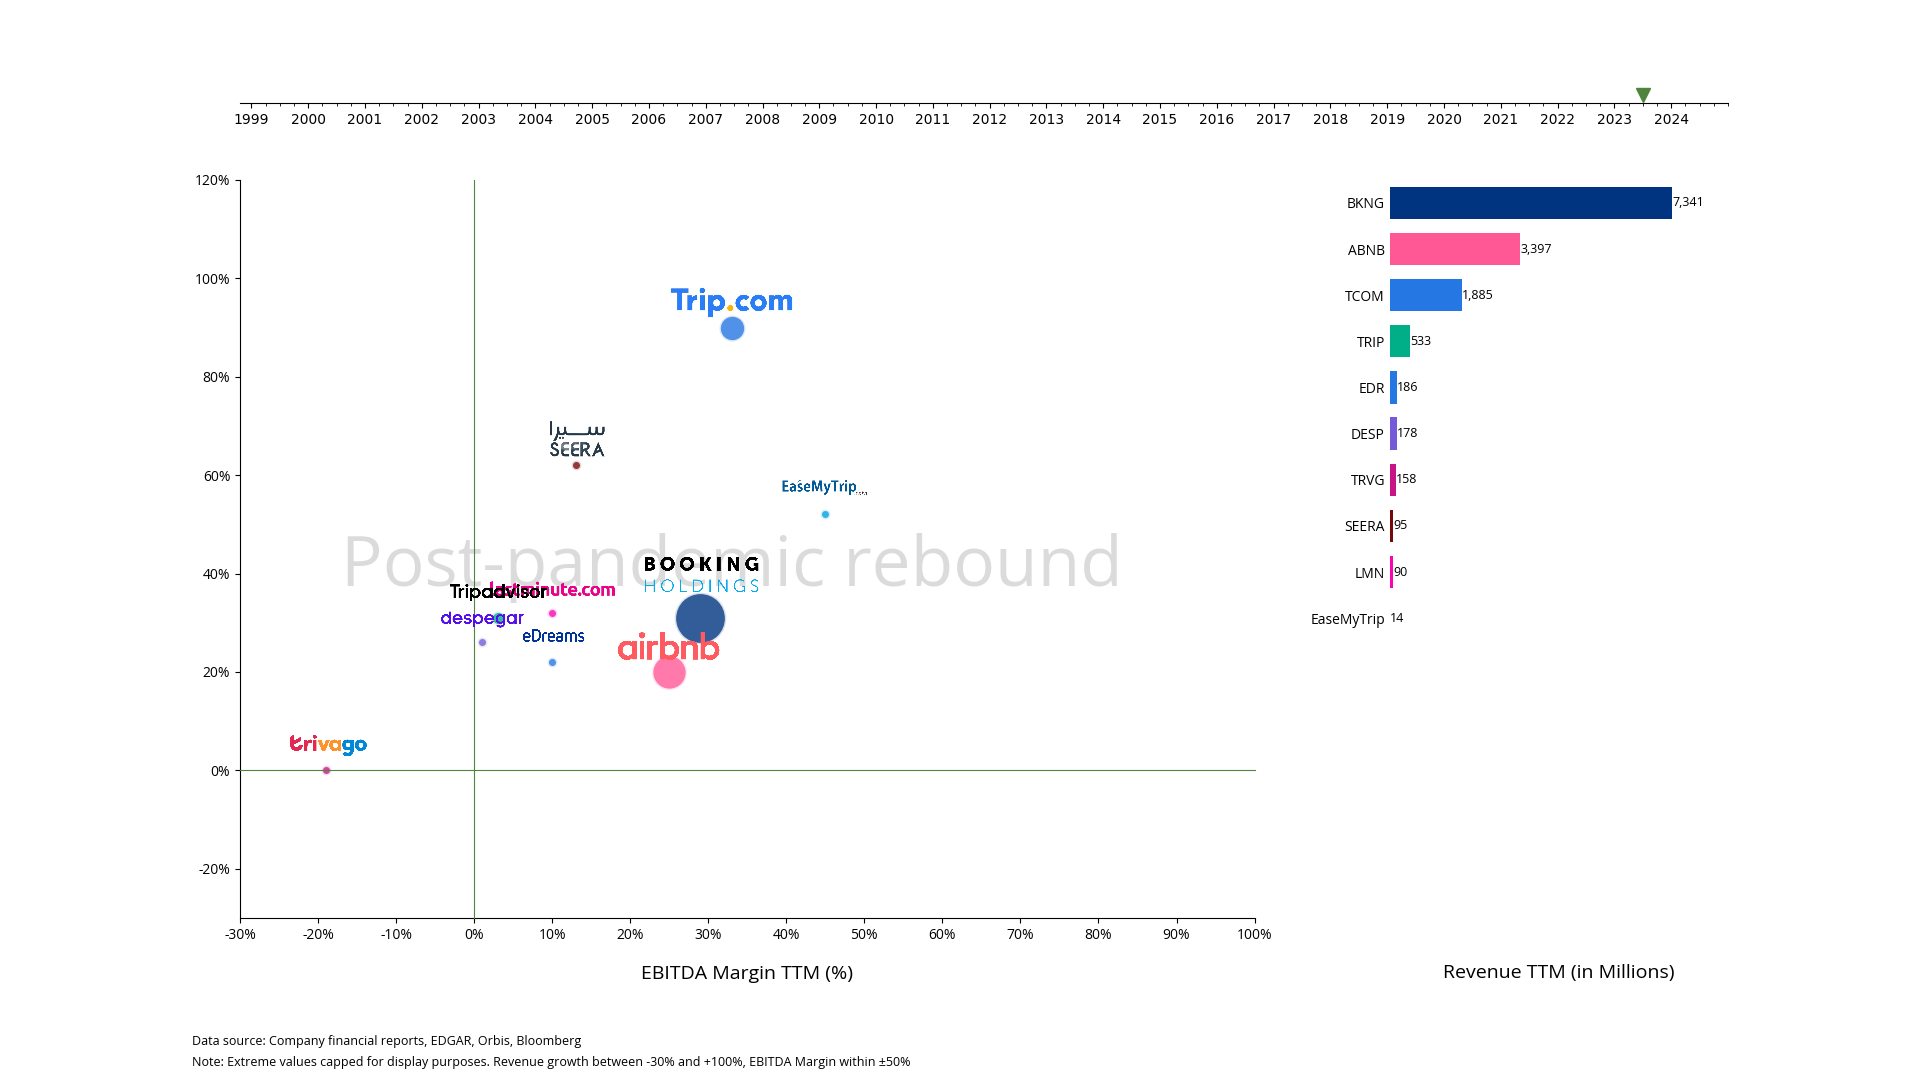 1999 2000 2001 2002 2003 2004 2005 2006 2007 2008 2009 2010 2011 2012 2013 2014 2015 2016 2017 2018 2019 2020 2021 2022 2023 2024
120%
100%
80%
60%
40%
20%
0%
-20%
-30% -20% -10% 0% 10% 20% 30% 40% 50% 60% 70% 80% 90% 100%
EBITDA Margin TTM (%)
Post-pandemic rebound
Trip.com
سيرا
SEERA
EaseMyTrip
BOOKING
HOLDINGS
Tripadvisor
lastminute.com
despegar
eDreams
airbnb
trivago
BKNG 7,341
ABNB 3,397
TCOM 1,885
TRIP 533
EDR 186
DESP 178
TRVG 158
SEERA 95
LMN 90
EaseMyTrip 14
Revenue TTM (in Millions)
Data source: Company financial reports, EDGAR, Orbis, Bloomberg
Note: Extreme values capped for display purposes. Revenue growth between -30% and +100%, EBITDA Margin within ±50%